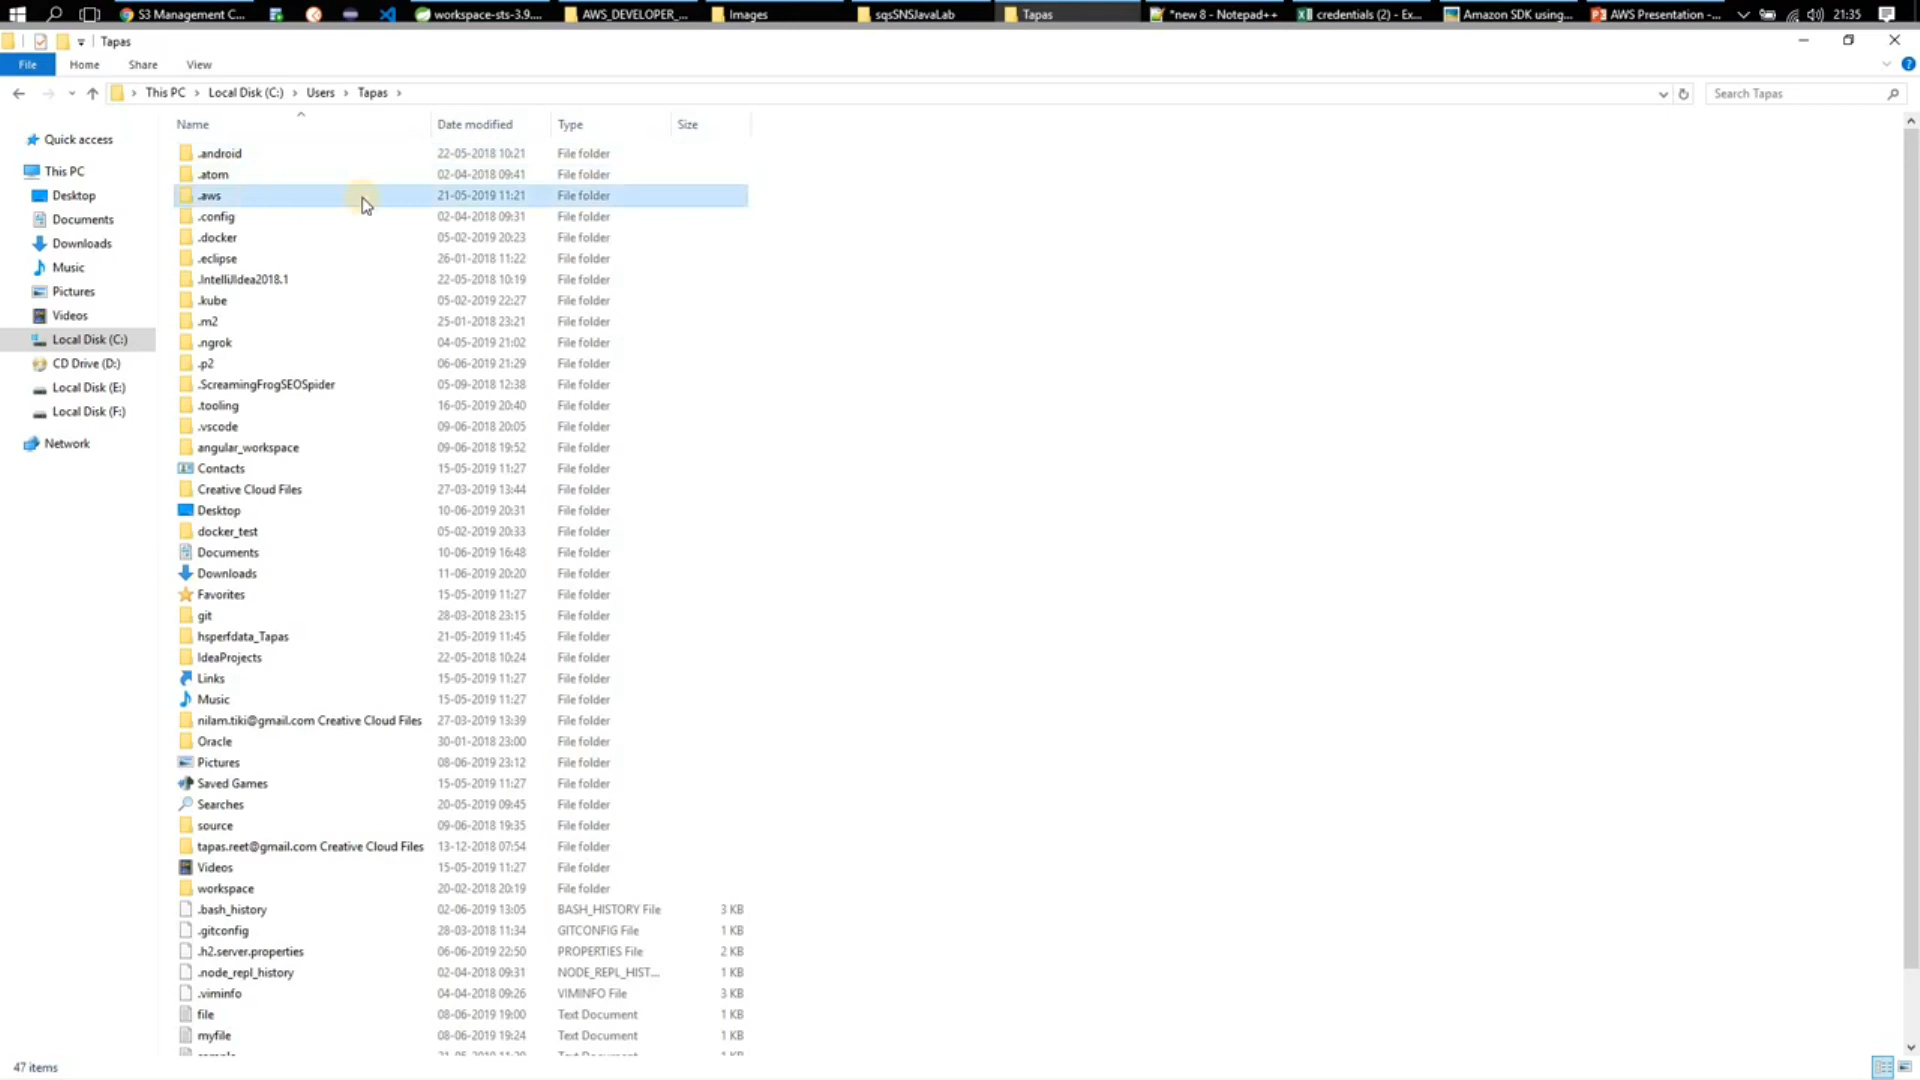 S3 Management C...
workspace-sts-3.9....
AWS_DEVELOPER_...
Images
sqsSNSJavaLab
Tapas
*new 8 - Notepad++
credentials (2) - Ex...
Amazon SDK using...
AWS Presentation -...
21:35
Tapas
File Home Share View
This PC > Local Disk (C:) > Users > Tapas >
Search Tapas
Name Date modified Type Size
Quick access
This PC
Desktop
Documents
Downloads
Music
Pictures
Videos
Local Disk (C:)
CD Drive (D:)
Local Disk (E:)
Local Disk (F:)
Network
.android 22-05-2018 10:21 File folder
.atom 02-04-2018 09:41 File folder
.aws 21-05-2019 11:21 File folder
.config 02-04-2018 09:31 File folder
.docker 05-02-2019 20:23 File folder
.eclipse 26-01-2018 11:22 File folder
.IntelliJIdea2018.1 22-05-2018 10:19 File folder
.kube 05-02-2019 22:27 File folder
.m2 25-01-2018 23:21 File folder
.ngrok 04-05-2019 21:02 File folder
.p2 06-06-2019 21:29 File folder
.ScreamingFrogSEOSpider 05-09-2018 12:38 File folder
.tooling 16-05-2019 20:40 File folder
.vscode 09-06-2018 20:05 File folder
angular_workspace 09-06-2018 19:52 File folder
Contacts 15-05-2019 11:27 File folder
Creative Cloud Files 27-03-2019 13:44 File folder
Desktop 10-06-2019 20:31 File folder
docker_test 05-02-2019 20:33 File folder
Documents 10-06-2019 16:48 File folder
Downloads 11-06-2019 20:20 File folder
Favorites 15-05-2019 11:27 File folder
git 28-03-2018 23:15 File folder
hsperfdata_Tapas 21-05-2019 11:45 File folder
IdeaProjects 22-05-2018 10:24 File folder
Links 15-05-2019 11:27 File folder
Music 15-05-2019 11:27 File folder
nilam.tiki@gmail.com Creative Cloud Files 27-03-2019 13:39 File folder
Oracle 30-01-2018 23:00 File folder
Pictures 08-06-2019 23:12 File folder
Saved Games 15-05-2019 11:27 File folder
Searches 20-05-2019 09:45 File folder
source 09-06-2018 19:35 File folder
tapas.reet@gmail.com Creative Cloud Files 13-12-2018 07:54 File folder
Videos 15-05-2019 11:27 File folder
workspace 20-02-2018 20:19 File folder
.bash_history 02-06-2019 13:05 BASH_HISTORY File 3 KB
.gitconfig 28-03-2018 11:34 GITCONFIG File 1 KB
.h2.server.properties 06-06-2019 22:50 PROPERTIES File 2 KB
.node_repl_history 02-04-2018 09:31 NODE_REPL_HIST... 1 KB
.viminfo 04-04-2018 09:26 VIMINFO File 3 KB
file 08-06-2019 19:00 Text Document 1 KB
myfile 08-06-2019 19:24 Text Document 1 KB
47 items